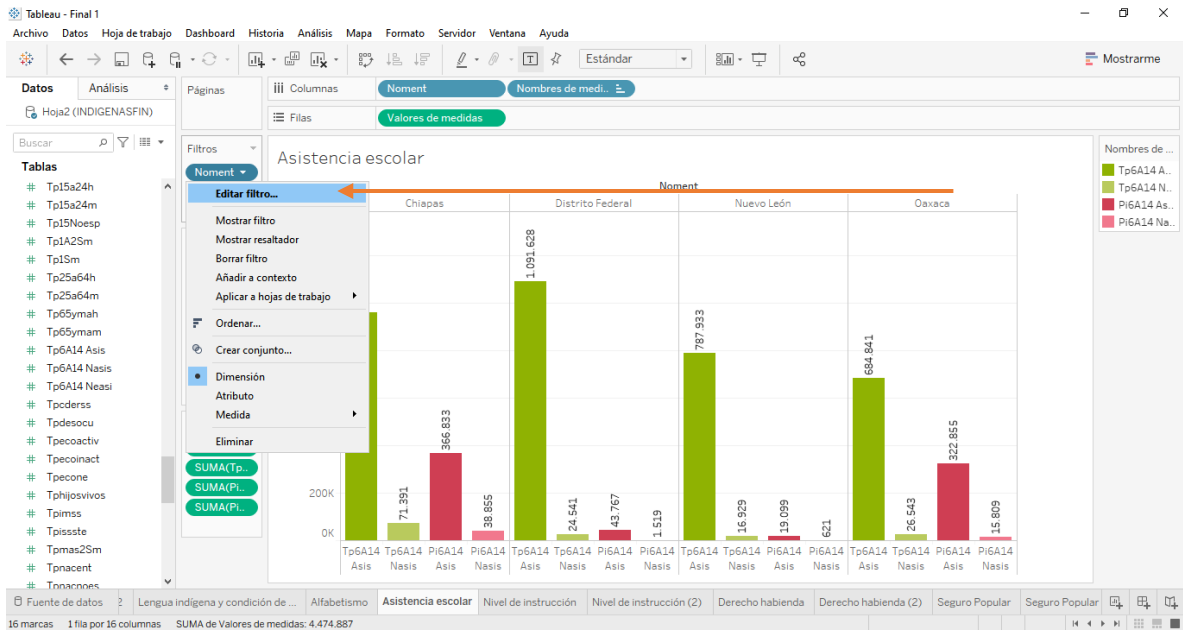 Tableau - Final 1
Archivo Datos Hoja de trabajo Dashboard Historia Análisis Mapa Formato Servidor Ventana Ayuda
T Estándar Mostrarme
Datos Análisis
Hoja2 (INDIGENASFIN)
Buscar
Tablas
Tp15a24h
Tp15a24m
Tp15Noesp
Tp1A2Sm
Tp1Sm
Tp25a64h
Tp25a64m
Tp65ymah
Tp65ymam
Tp6A14 Asis
Tp6A14 Nasis
Tp6A14 Neasi
Tpcderss
Tpdesocu
Tpecoactiv
Tpecoinact
Tpecone
Tphijosvivos
Tpimss
Tpissste
Tpmas2Sm
Tpnacent
Tpnacnoes
Páginas
Filtros
Noment
Editar filtro...
Mostrar filtro
Mostrar resaltador
Borrar filtro
Añadir a contexto
Aplicar a hojas de trabajo
Ordenar...
Crear conjunto...
Dimensión
Atributo
Medida
Eliminar
SUMA(Tp..
SUMA(Pi..
SUMA(Pi..
Columnas Noment Nombres de medi..
Filas Valores de medidas
Asistencia escolar
Noment
Chiapas Distrito Federal Nuevo León Oaxaca
200K
0K
71.391
366.833
38.855
1.091.628
24.541
43.767
1.519
787.933
16.929
19.099
621
684.841
26.543
322.855
15.809
Tp6A14 Tp6A14 Pi6A14 Pi6A14 Tp6A14 Tp6A14 Pi6A14 Pi6A14 Tp6A14 Tp6A14 Pi6A14 Pi6A14 Tp6A14 Tp6A14 Pi6A14 Pi6A14
Asis Nasis Asis Nasis Asis Nasis Asis Nasis Asis Nasis Asis Nasis Asis Nasis Asis Nasis
Nombres de ...
Tp6A14 A..
Tp6A14 N..
Pi6A14 As..
Pi6A14 Na..
Fuente de datos 2 Lengua indígena y condición de ... Alfabetismo Asistencia escolar Nivel de instrucción Nivel de instrucción (2) Derecho habienda Derecho habienda (2) Seguro Popular Seguro Popular
16 marcas 1 fila por 16 columnas SUMA de Valores de medidas: 4.474.887